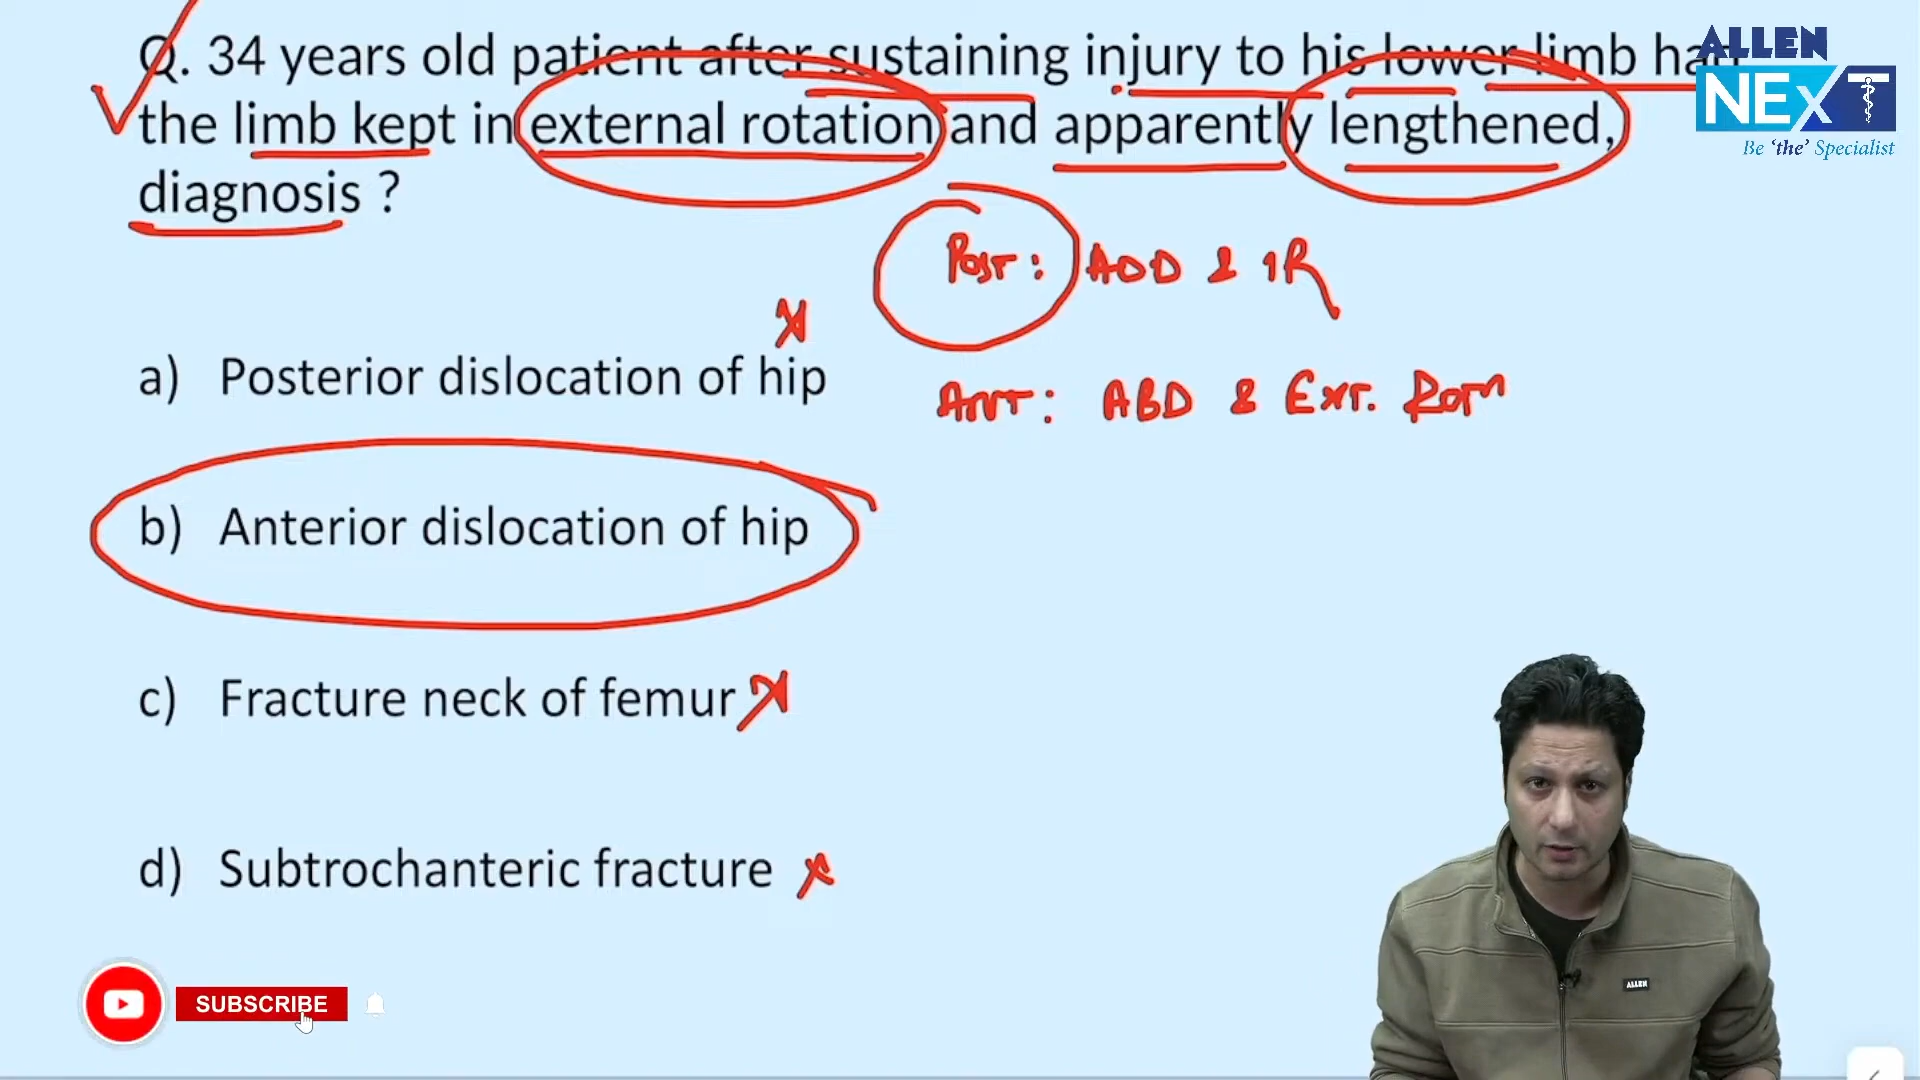 Q. 34 years old patient after sustaining injury to his lower limb had
the limb kept in external rotation and apparently lengthened,
diagnosis ?
ALLEN
NEXT
Be 'the' Specialist
Post: ADD & IR
a) Posterior dislocation of hip
ANT: ABD & Ext. Rotn
b) Anterior dislocation of hip
c) Fracture neck of femur
d) Subtrochanteric fracture
ALLEN
SUBSCRIBE